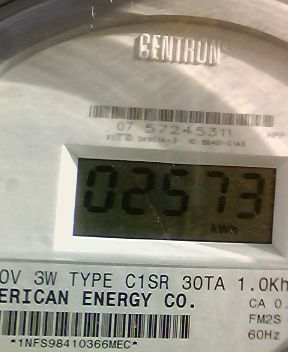 CENTRON
07 57245311 HPP
02573
kWh
0V 3W TYPE C1SR 30TA 1.0Kh
ERICAN ENERGY CO.
CA 0.
FM2S
60Hz
*1NFS98410366MEC*